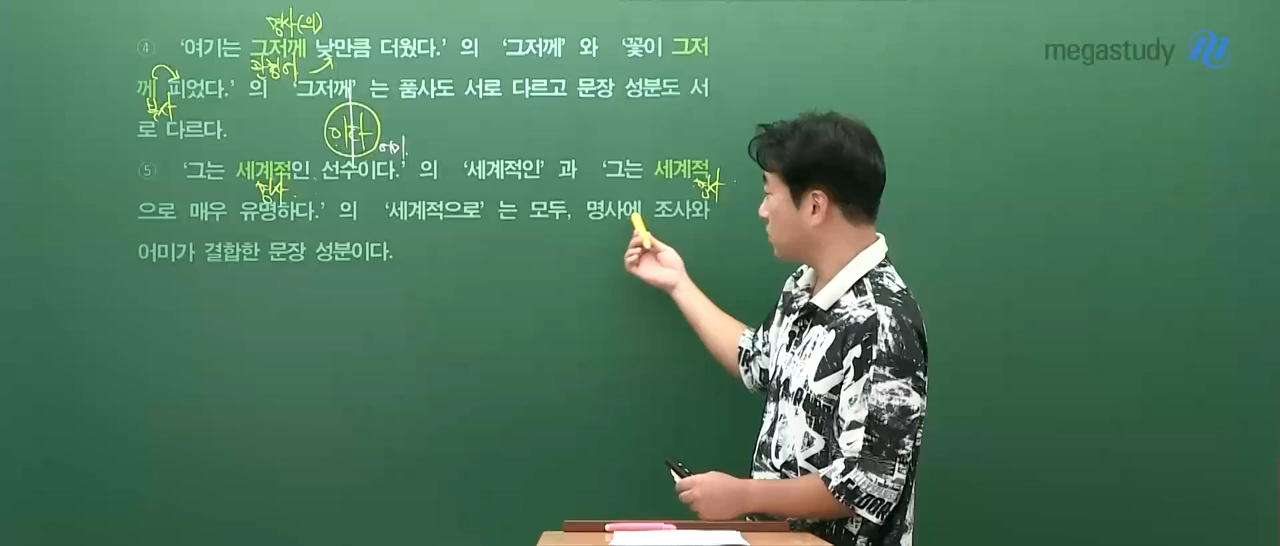 명사(의)
④ '여기는 그저께 낮만큼 더웠다.' 의 '그저께' 와 '꽃이 그저
관형어
께 피었다.' 의 '그저께' 는 품사도 서로 다르고 문장 성분도 서
부사
로 다르다.
이다
어미
⑤ '그는 세계적인 선수이다.' 의 '세계적인' 과 '그는 세계적
명사
명사
으로 매우 유명하다.' 의 '세계적으로' 는 모두, 명사에 조사와
어미가 결합한 문장 성분이다.
megastudy